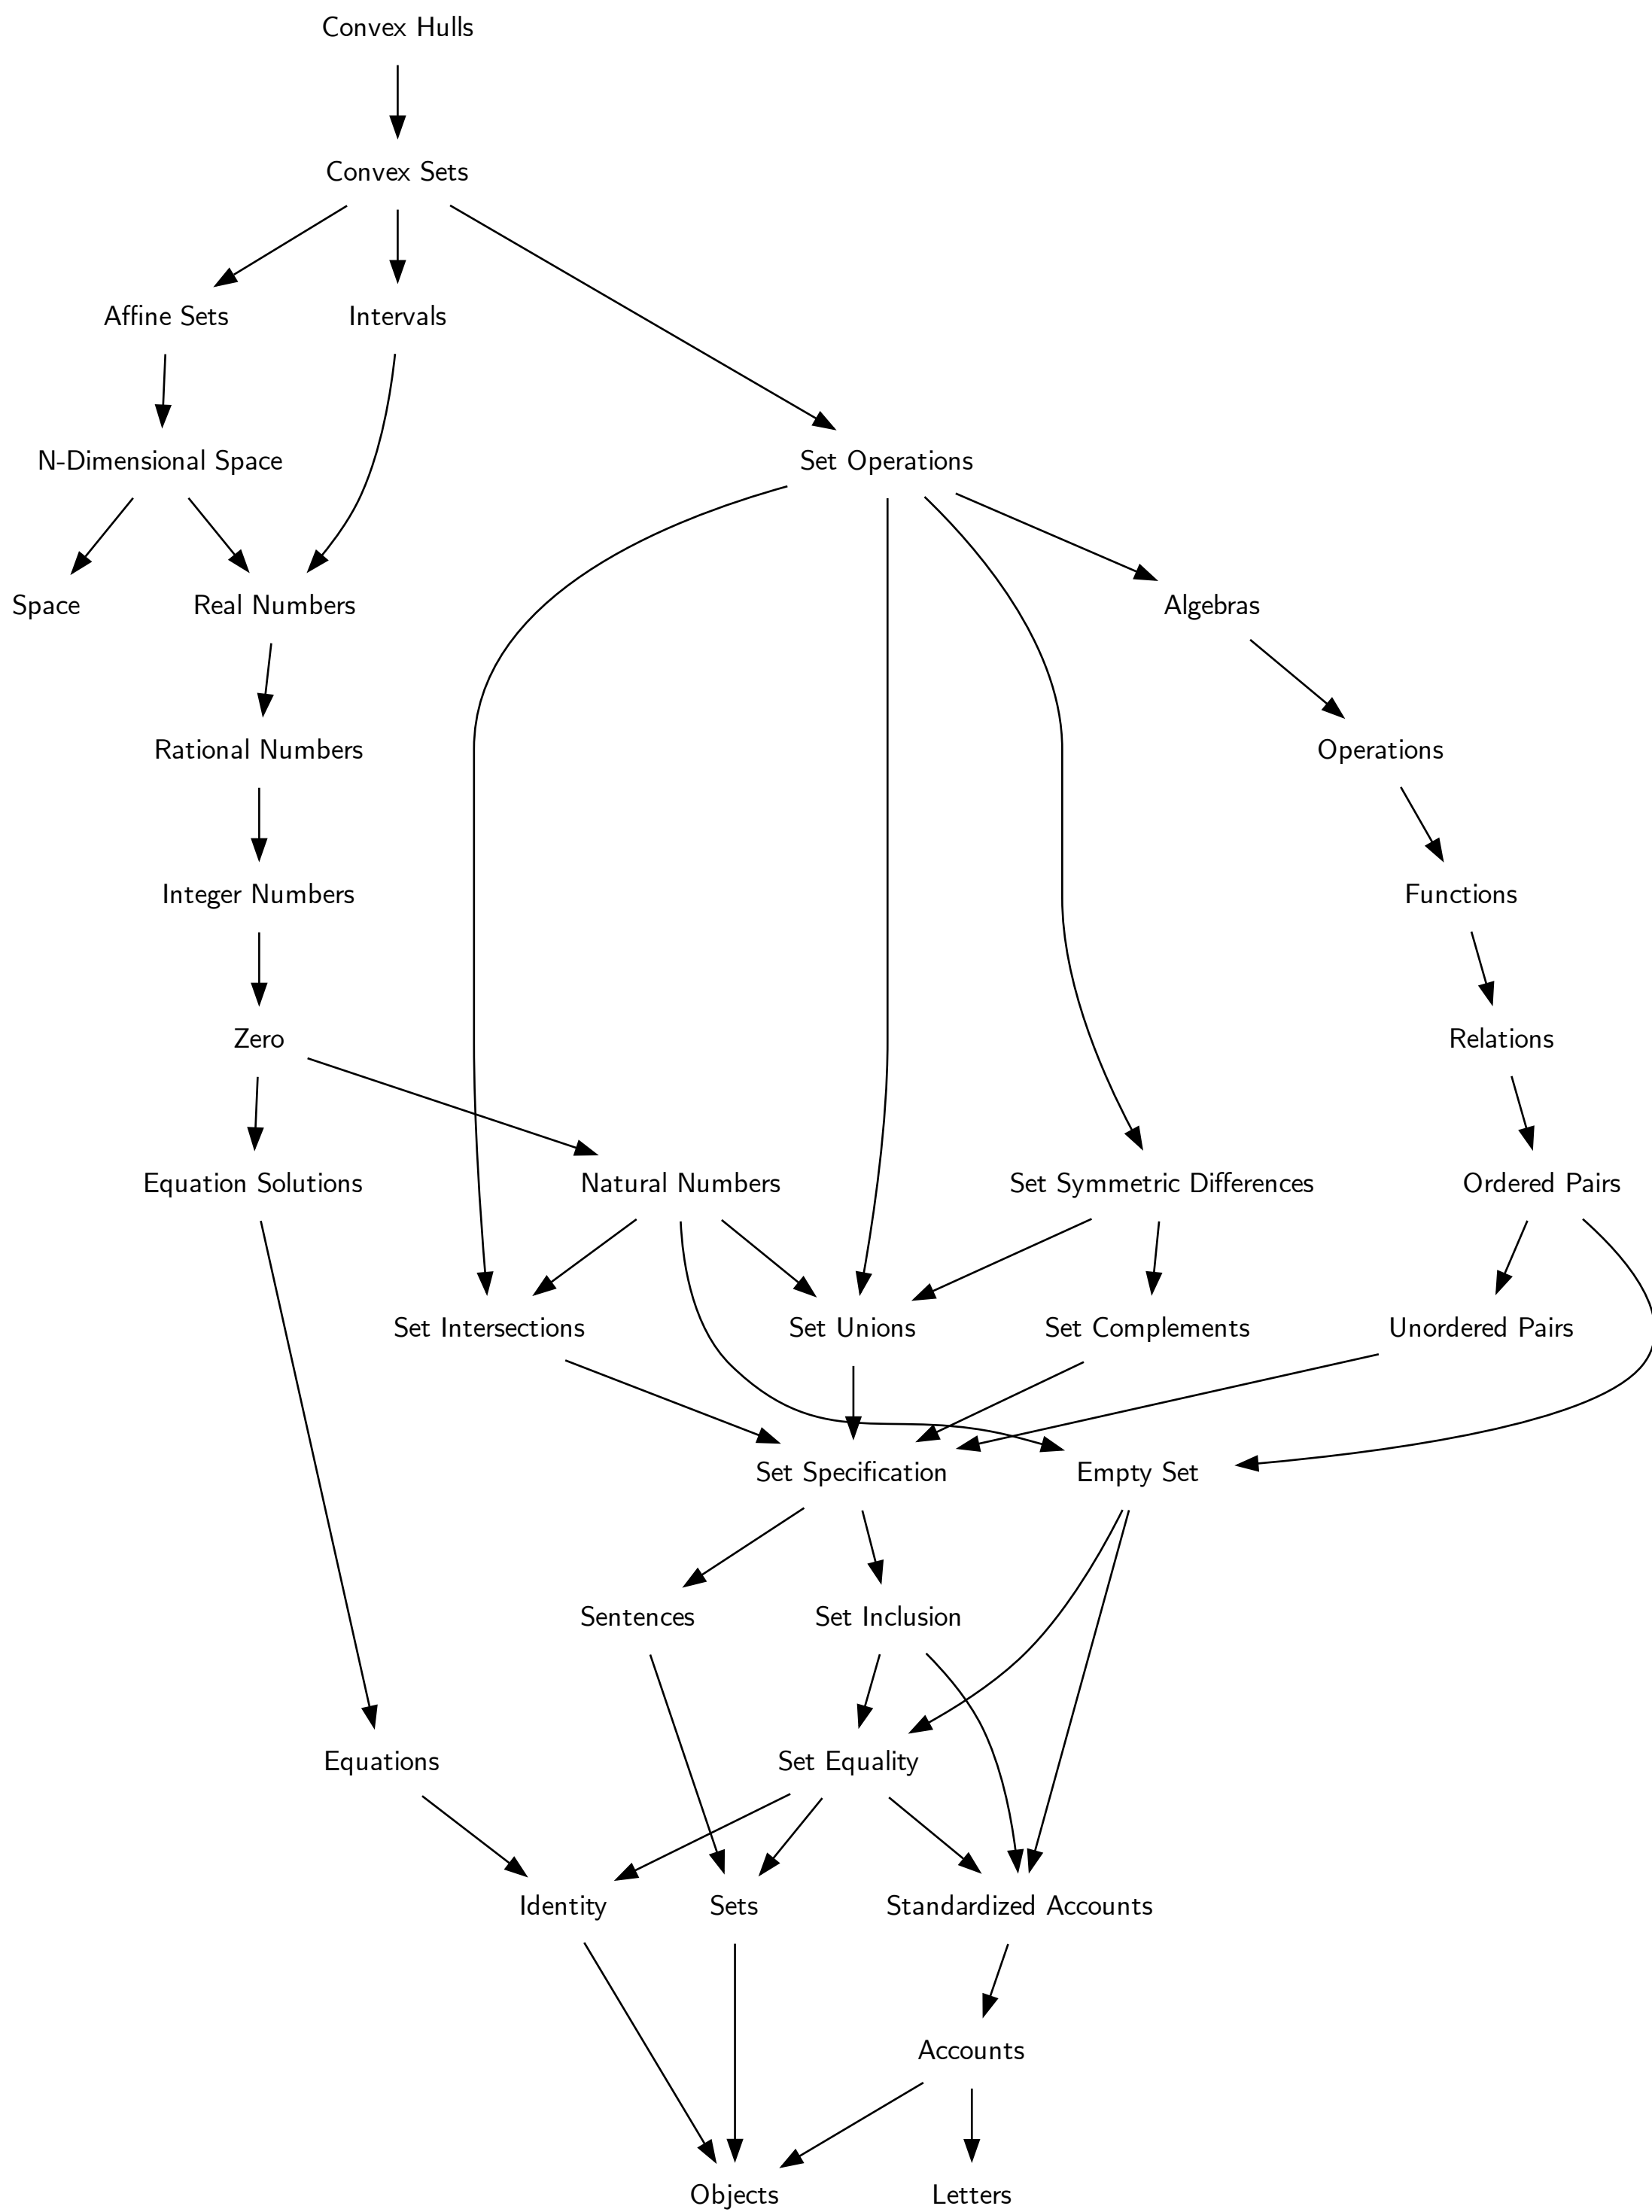 Convex Hulls
Convex Sets
Affine Sets
Intervals
N-Dimensional Space
Set Operations
Space
Real Numbers
Algebras
Rational Numbers
Operations
Integer Numbers
Functions
Zero
Relations
Equation Solutions
Natural Numbers
Set Symmetric Differences
Ordered Pairs
Set Intersections
Set Unions
Set Complements
Unordered Pairs
Set Specification
Empty Set
Sentences
Set Inclusion
Equations
Set Equality
Identity
Sets
Standardized Accounts
Accounts
Objects
Letters